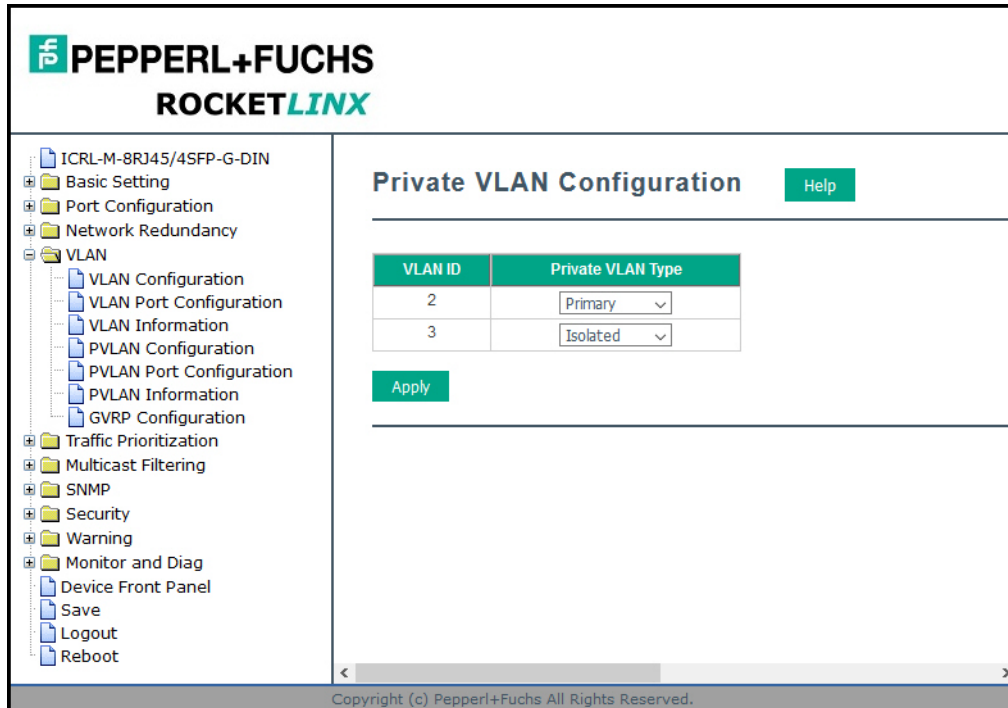 PEPPERL+FUCHS
ROCKETLINX
ICRL-M-8RJ45/4SFP-G-DIN
Basic Setting
Port Configuration
Network Redundancy
VLAN
VLAN Configuration
VLAN Port Configuration
VLAN Information
PVLAN Configuration
PVLAN Port Configuration
PVLAN Information
GVRP Configuration
Traffic Prioritization
Multicast Filtering
SNMP
Security
Warning
Monitor and Diag
Device Front Panel
Save
Logout
Reboot
Private VLAN Configuration Help
VLAN ID Private VLAN Type
2 Primary
3 Isolated
Apply
Copyright (c) Pepperl+Fuchs All Rights Reserved.